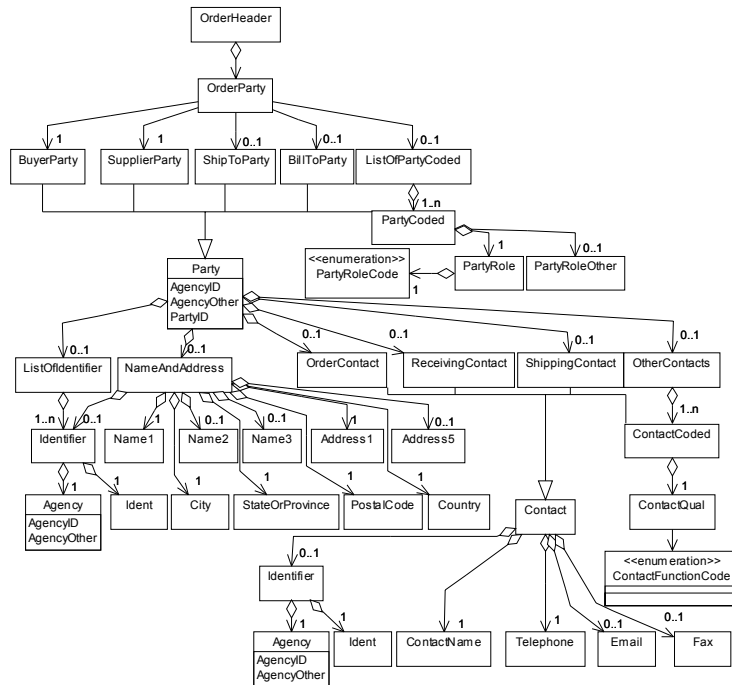 OrderHeader
OrderParty
1
1
0..1
0..1
0..1
BuyerParty
SupplierParty
ShipToParty
BillToParty
ListOfPartyCoded
1..n
PartyCoded
1
0..1
<<enumeration>>
PartyRoleCode
1
PartyRole
PartyRoleOther
Party
AgencyID
AgencyOther
PartyID
0..1
0..1
0..1
0..1
0..1
0..1
ListOfIdentifier
NameAndAddress
OrderContact
ReceivingContact
ShippingContact
OtherContacts
1..n
0..1
1
0..1
0..1
1
0..1
1..n
Identifier
Name1
Name2
Name3
Address1
Address5
ContactCoded
1
1
1
1
1
1
1
Agency
AgencyID
AgencyOther
Ident
City
StateOrProvince
PostalCode
Country
Contact
ContactQual
0..1
Identifier
<<enumeration>>
ContactFunctionCode
1
1
1
1
0..1
0..1
Agency
AgencyID
AgencyOther
Ident
ContactName
Telephone
Email
Fax